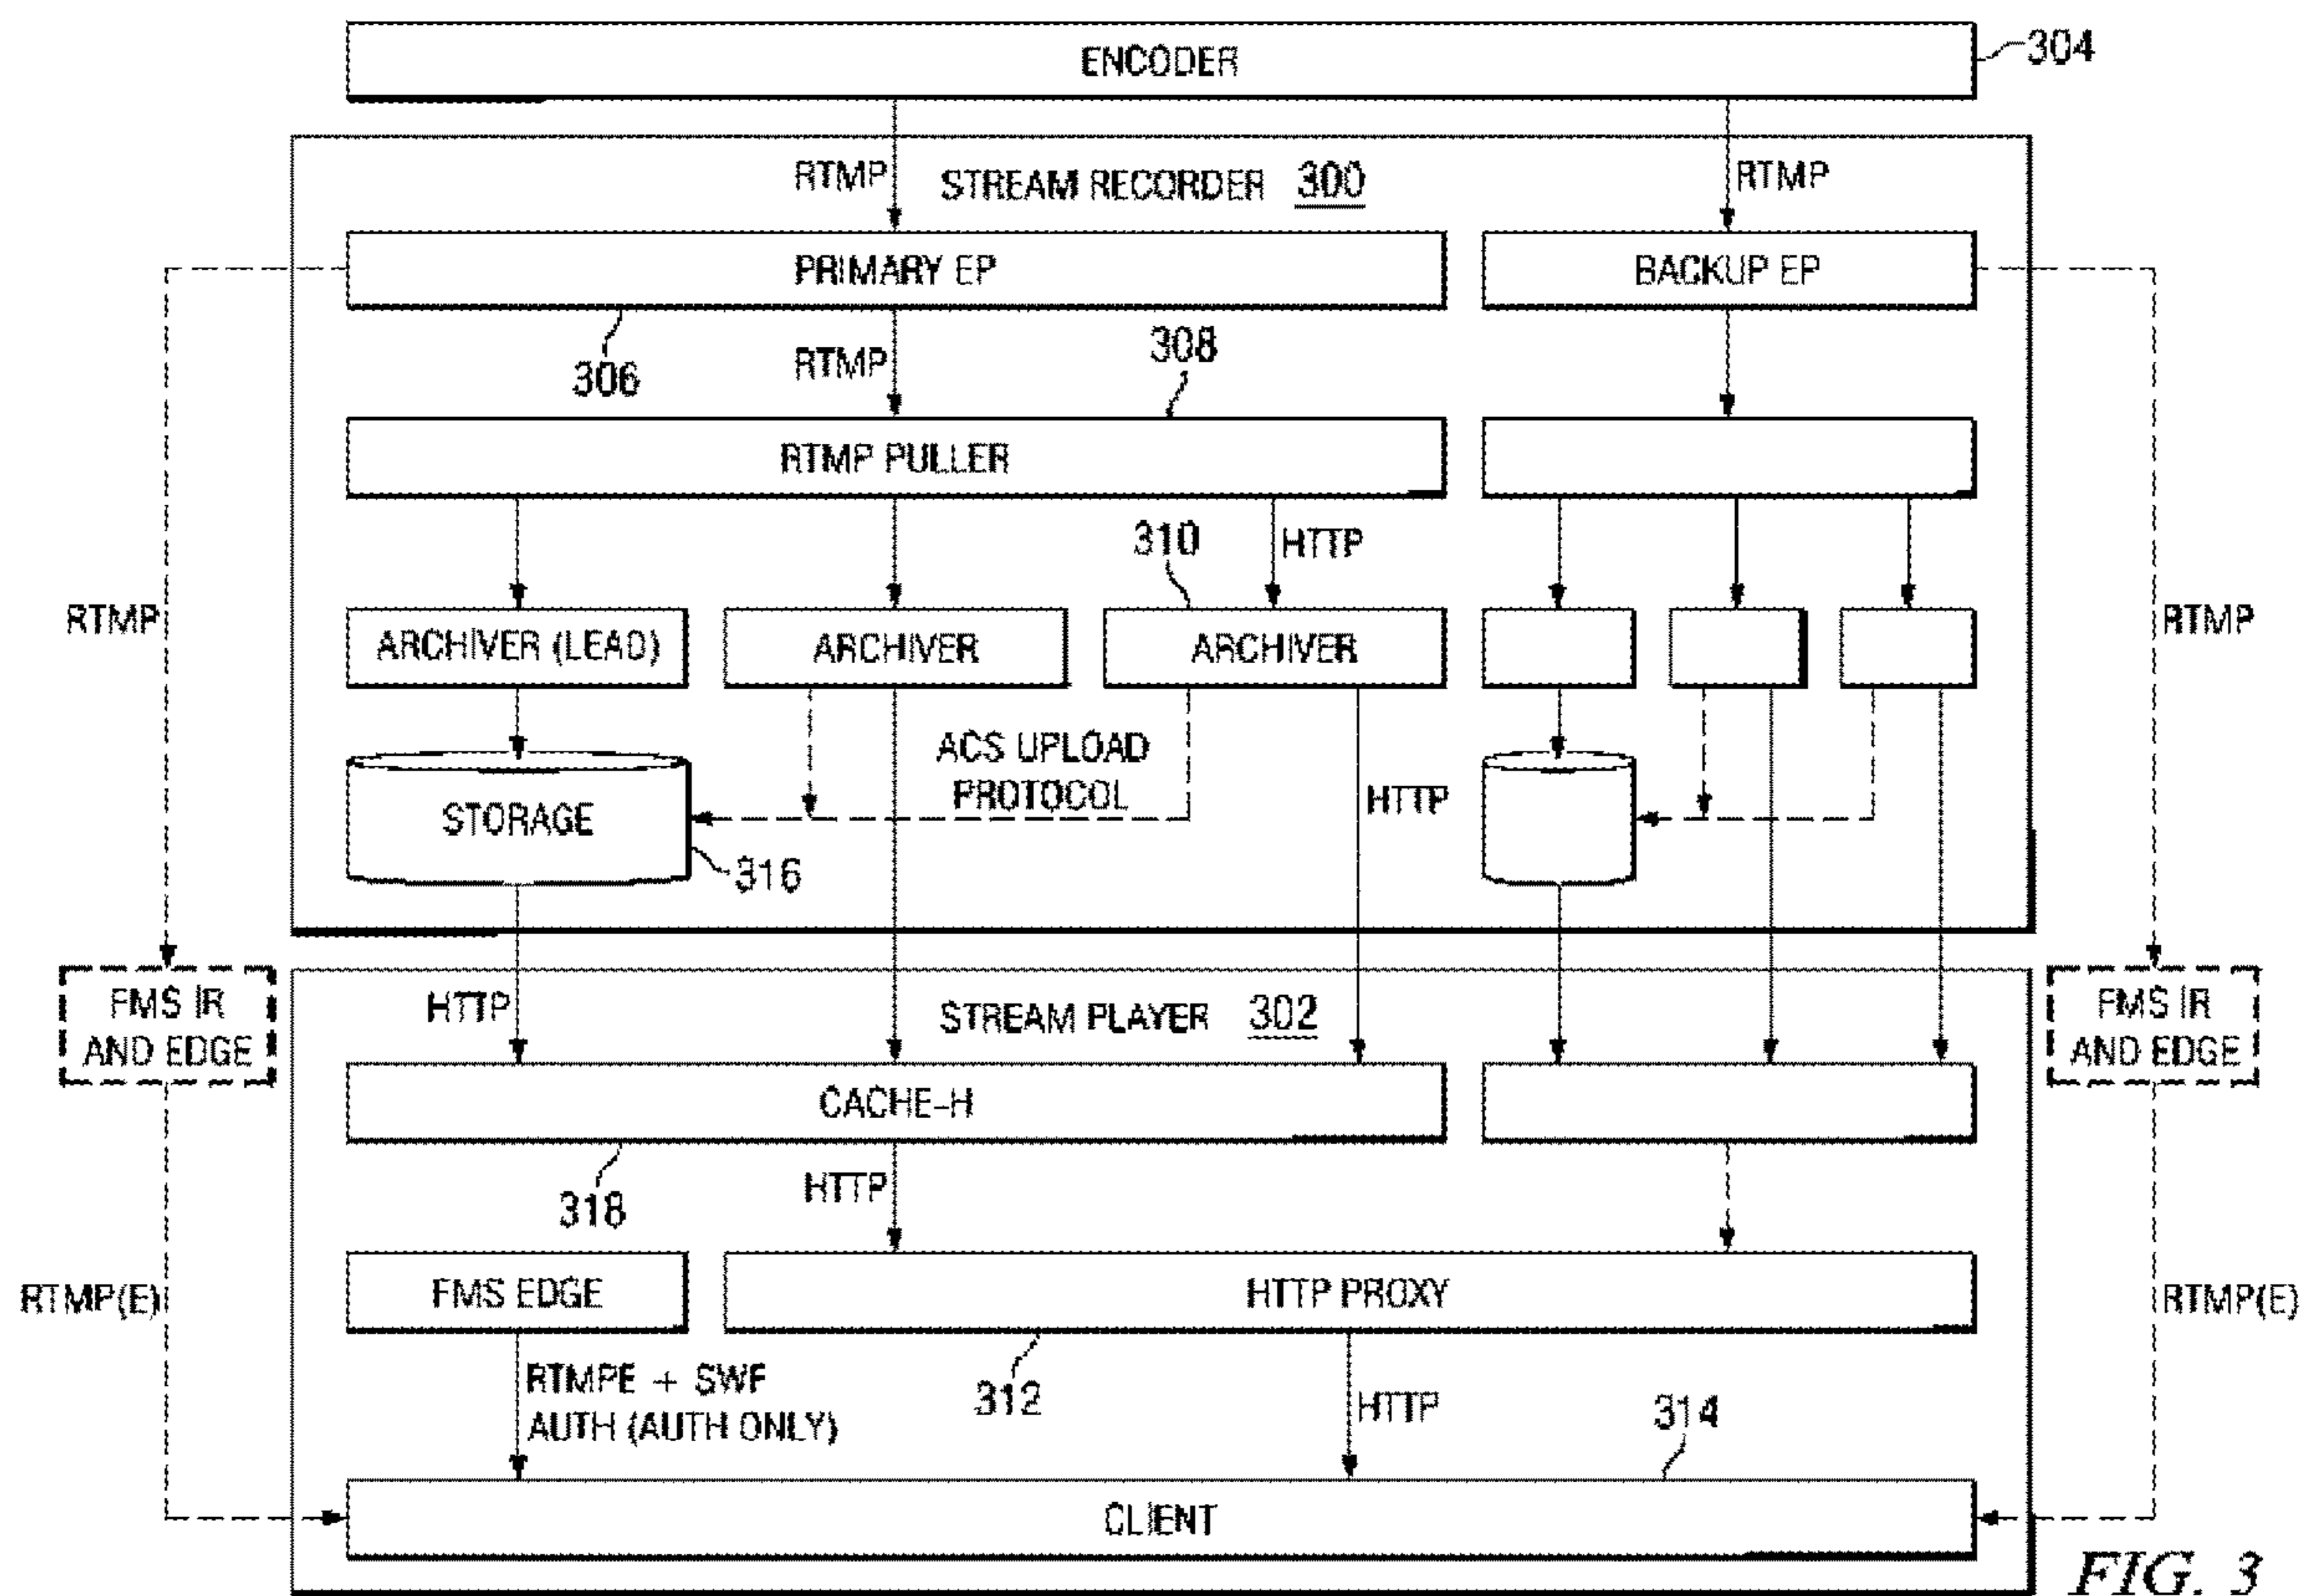 ENCODER
304
RTMP
STREAM RECORDER 300
RTMP
PRIMARY EP
BACKUP EP
306
RTMP
308
RTMP PULLER
310
HTTP
RTMP
ARCHIVER (LEAD)
ARCHIVER
ARCHIVER
RTMP
ACS UPLOAD
PROTOCOL
HTTP
STORAGE
316
FMS IR
AND EDGE
HTTP
STREAM PLAYER 302
FMS IR
AND EDGE
CACHE-H
318
HTTP
RTMP(E)
FMS EDGE
HTTP PROXY
RTMP(E)
RTMPE + SWF
AUTH (AUTH ONLY)
312
HTTP
314
CLIENT
FIG. 3